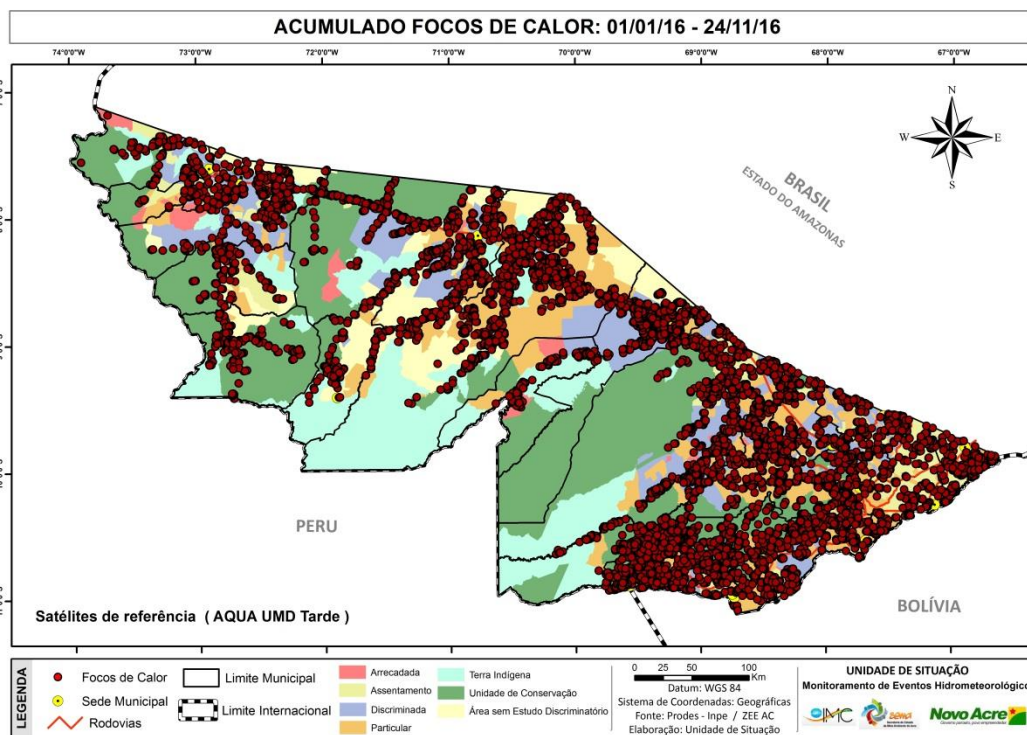 ACUMULADO FOCOS DE CALOR: 01/01/16 - 24/11/16
74°0'0"W 73°0'0"W 72°0'0"W 71°0'0"W 70°0'0"W 69°0'0"W 68°0'0"W 67°0'0"W
N
W E
S
BRASIL
ESTADO DO AMAZONAS
PERU
BOLÍVIA
Satélites de referência ( AQUA UMD Tarde )
LEGENDA
Focos de Calor
Sede Municipal
Rodovias
Limite Municipal
Limite Internacional
Arrecadada
Assentamento
Discriminada
Particular
Terra Indígena
Unidade de Conservação
Área sem Estudo Discriminatório
0 25 50 100
Km
Datum: WGS 84
Sistema de Coordenadas: Geográficas
Fonte: Prodes - Inpe / ZEE AC
Elaboração: Unidade de Situação
UNIDADE DE SITUAÇÃO
Monitoramento de Eventos Hidrometeorológico
IMC
sema
Novo Acre